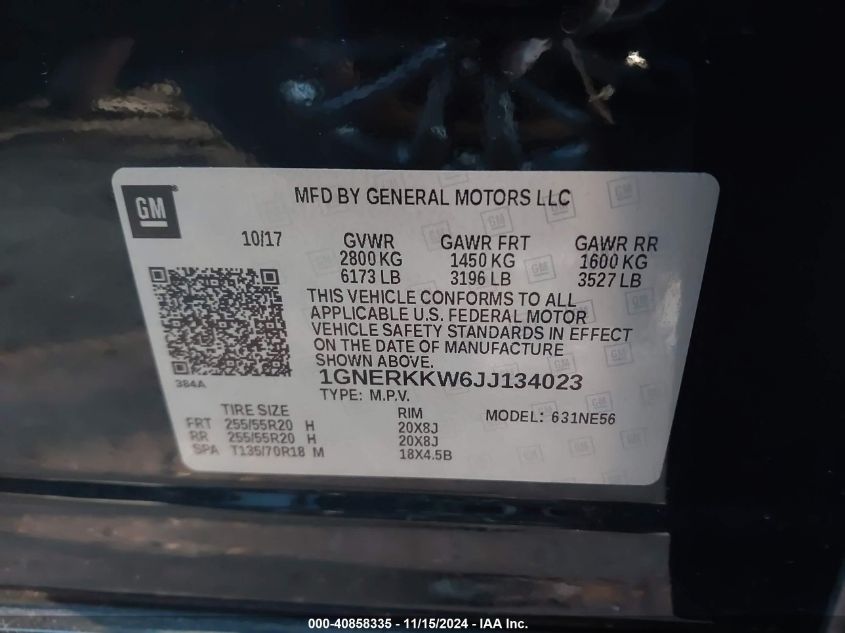 GM
MFD BY GENERAL MOTORS LLC
10/17 GVWR GAWR FRT GAWR RR
2800 KG 1450 KG 1600 KG
6173 LB 3196 LB 3527 LB
THIS VEHICLE CONFORMS TO ALL
APPLICABLE U.S. FEDERAL MOTOR
VEHICLE SAFETY STANDARDS IN EFFECT
ON THE DATE OF MANUFACTURE
SHOWN ABOVE.
384A 1GNERKKW6JJ134023
TYPE: M.P.V.
TIRE SIZE RIM MODEL: 631NE56
FRT 255/55R20 H 20X8J
RR 255/55R20 H 20X8J
SPA T135/70R18 M 18X4.5B
000-40858335 - 11/15/2024 - IAA Inc.